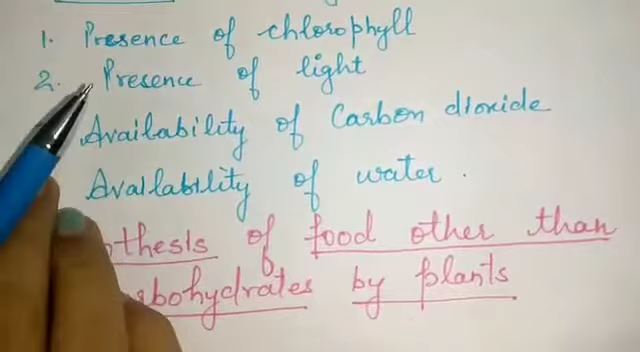 1. Presence of chlorophyll
2. Presence of light
Availability of Carbon dioxide
Availability of water.
of food other than
by plants